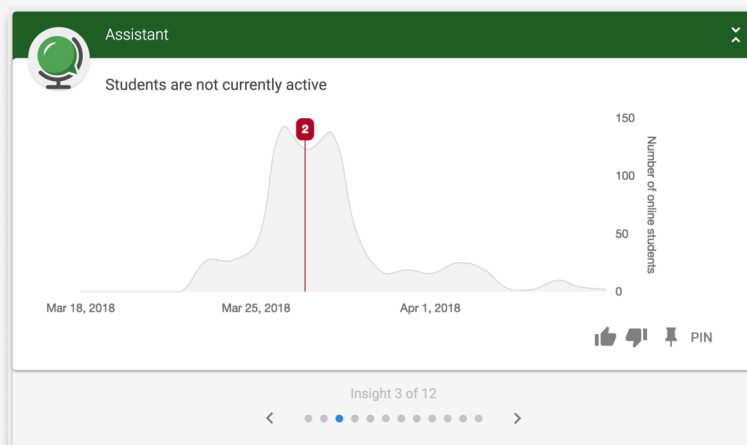 Assistant
Students are not currently active
2
150
100
50
0
Number of online students
Mar 18, 2018
Mar 25, 2018
Apr 1, 2018
PIN
Insight 3 of 12